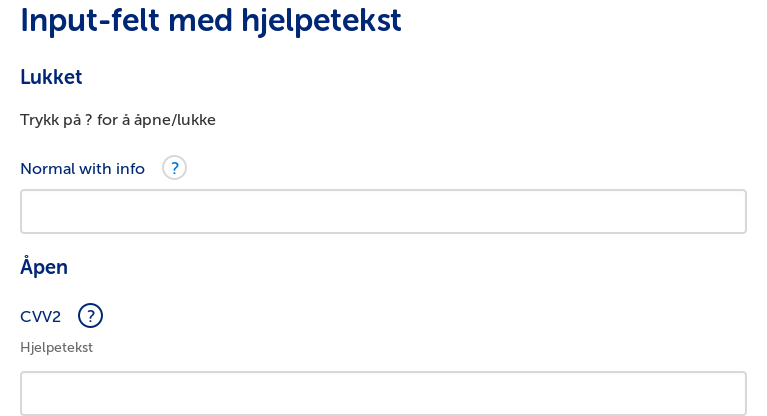 Input-felt med hjelpetekst
Lukket
Trykk på ? for å åpne/lukke
Normal with info ?
Åpen
CVV2 ?
Hjelpetekst